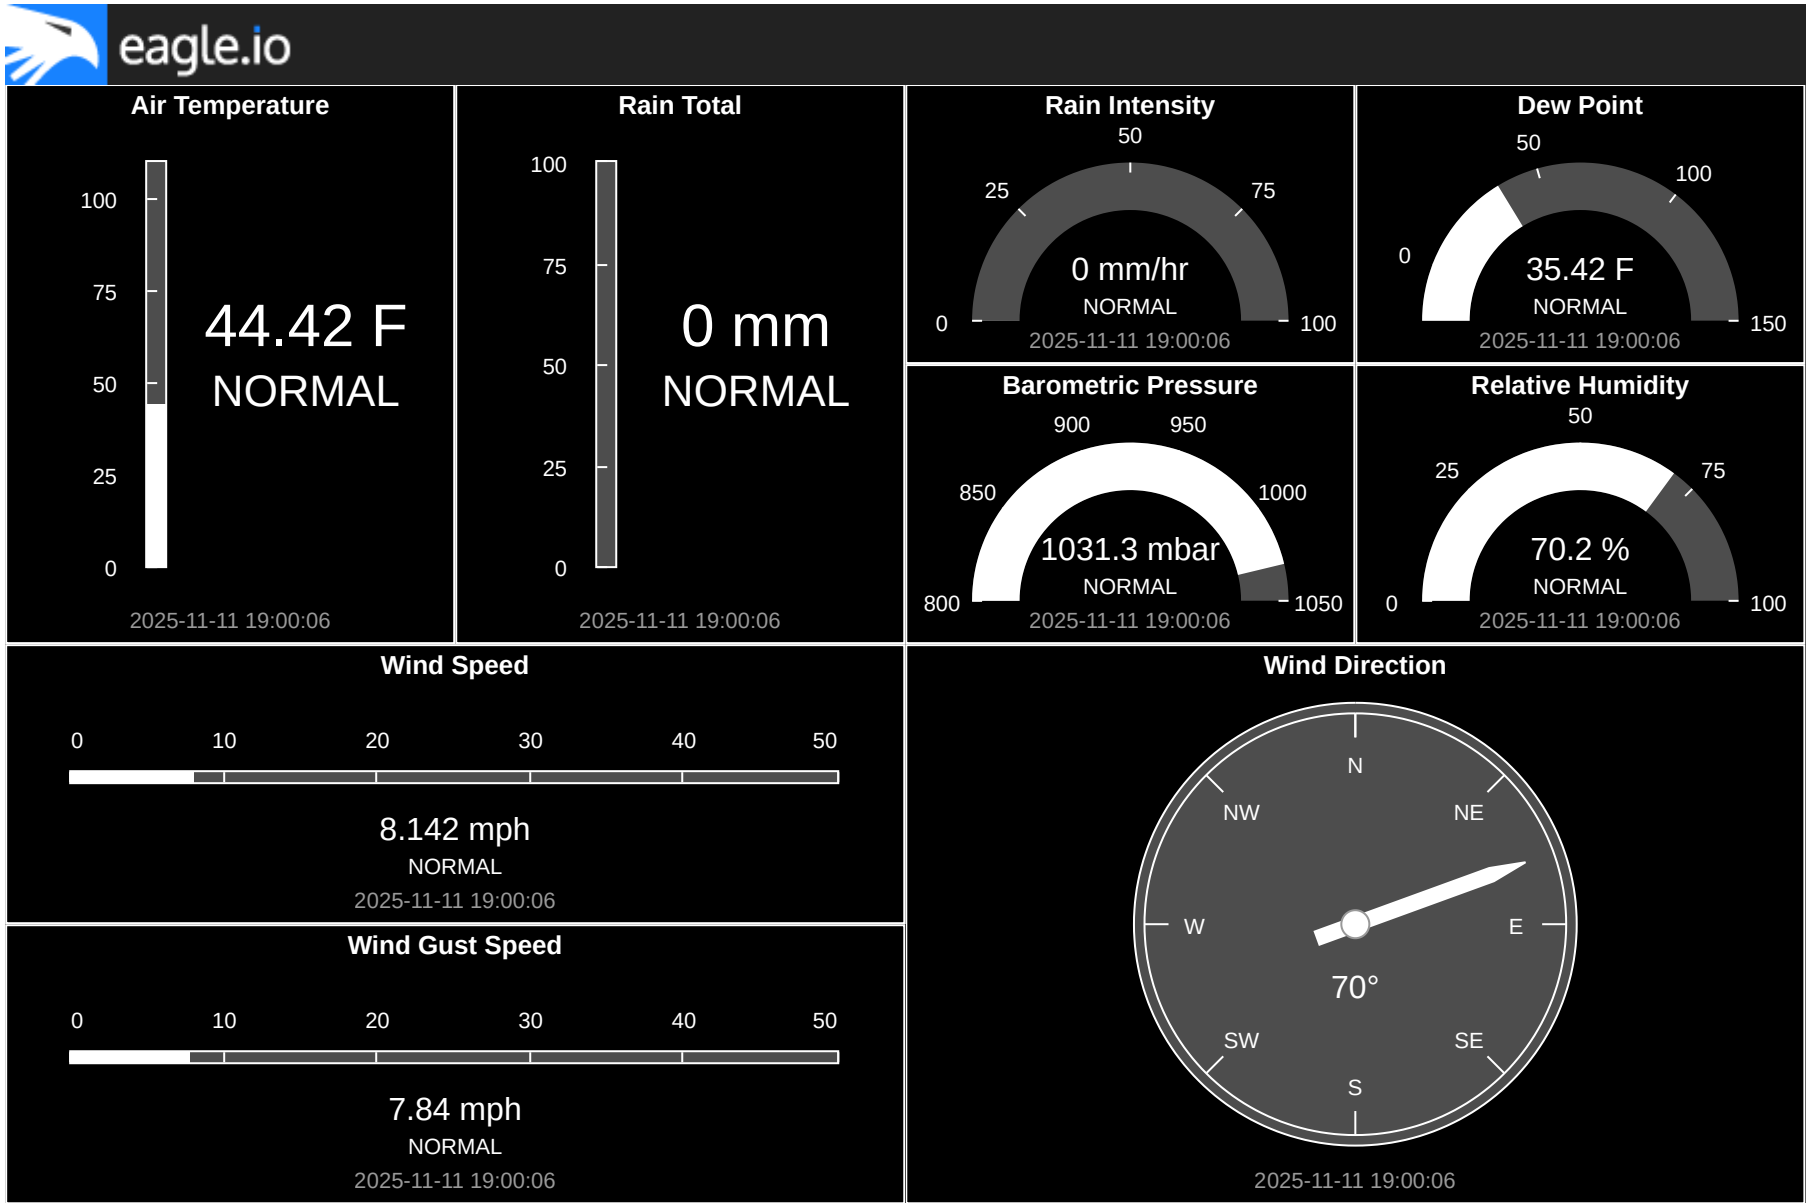 eagle.io
Air Temperature
100
75
50
25
0
44.42 F
NORMAL
2025-11-11 19:00:06
Rain Total
100
75
50
25
0
0 mm
NORMAL
2025-11-11 19:00:06
Rain Intensity
50
25
75
0
100
0 mm/hr
NORMAL
2025-11-11 19:00:06
Dew Point
50
100
0
150
35.42 F
NORMAL
2025-11-11 19:00:06
Barometric Pressure
900
950
850
1000
800
1050
1031.3 mbar
NORMAL
2025-11-11 19:00:06
Relative Humidity
50
25
75
0
100
70.2 %
NORMAL
2025-11-11 19:00:06
Wind Speed
0 10 20 30 40 50
8.142 mph
NORMAL
2025-11-11 19:00:06
Wind Gust Speed
0 10 20 30 40 50
7.84 mph
NORMAL
2025-11-11 19:00:06
Wind Direction
N
NW NE
W E
70°
SW SE
S
2025-11-11 19:00:06